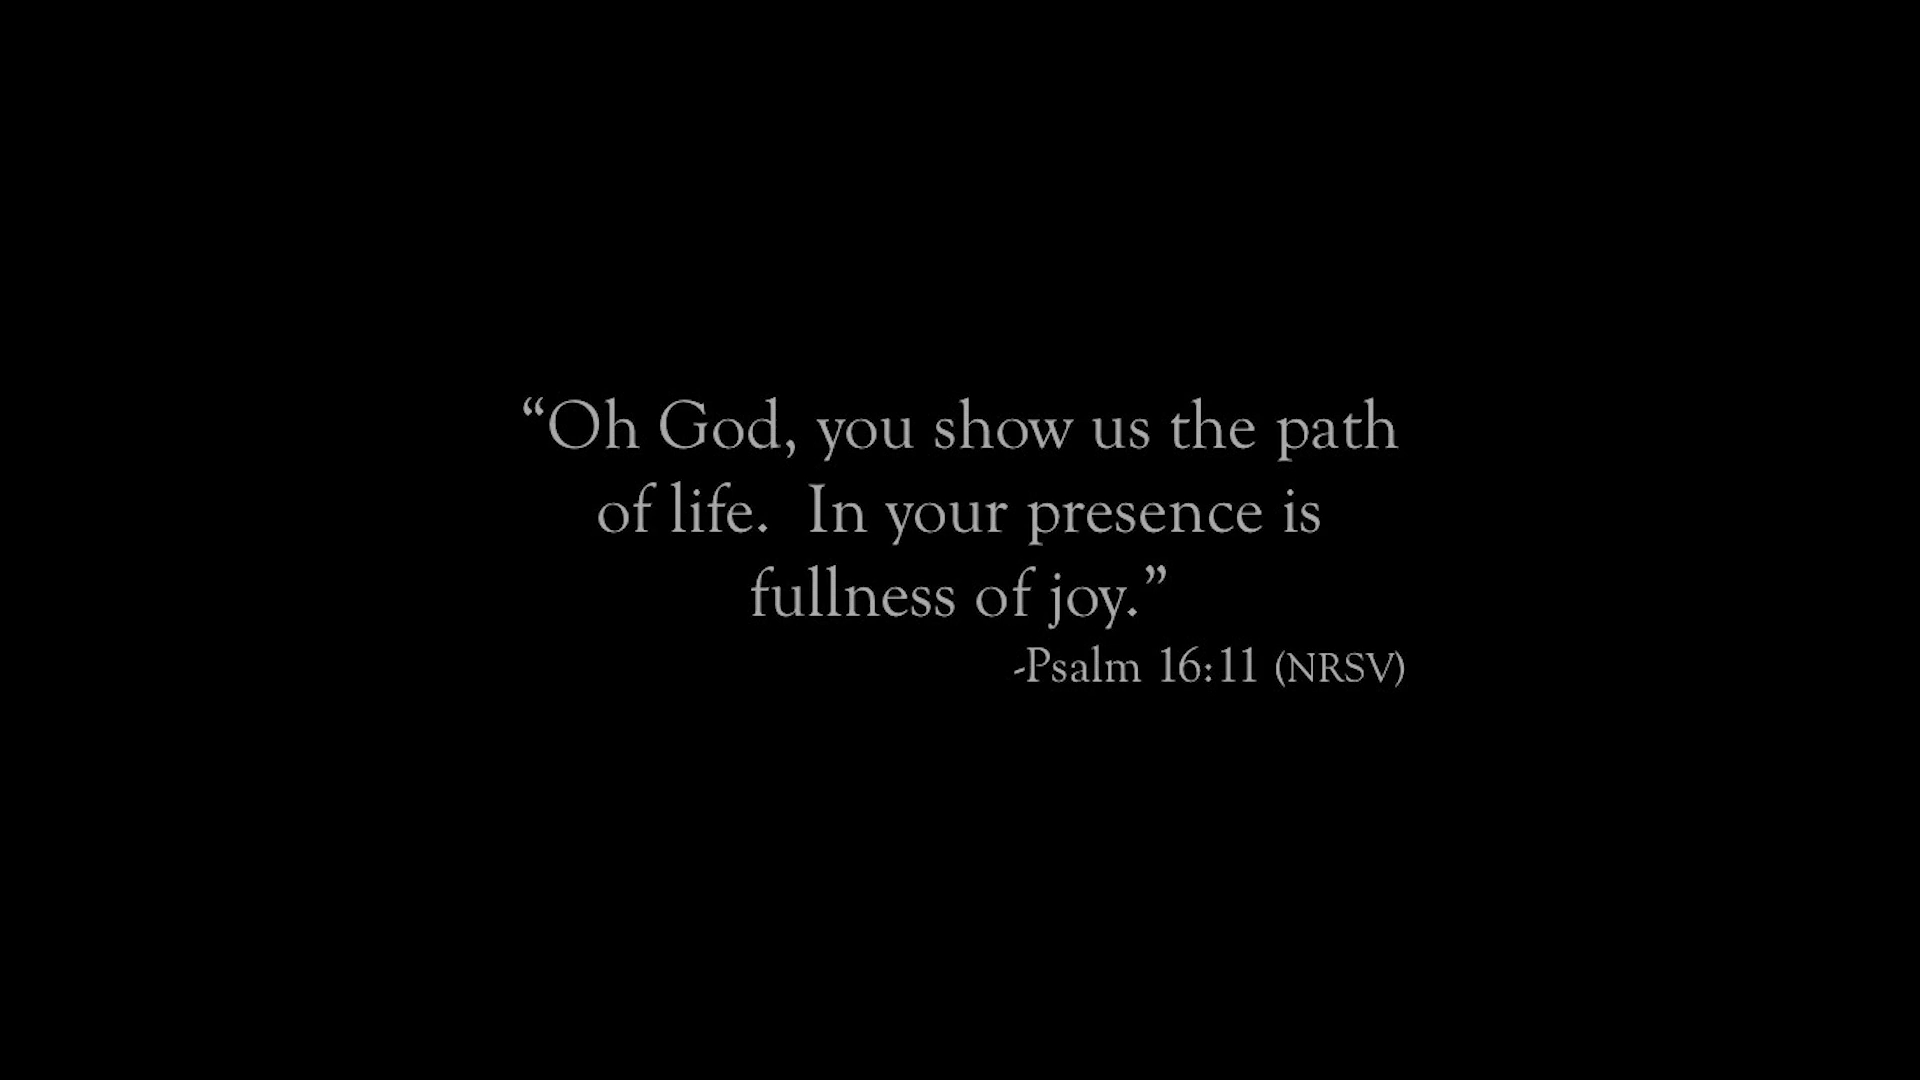 “Oh God, you show us the path
of life.  In your presence is
fullness of joy.”
-Psalm 16:11 (NRSV)